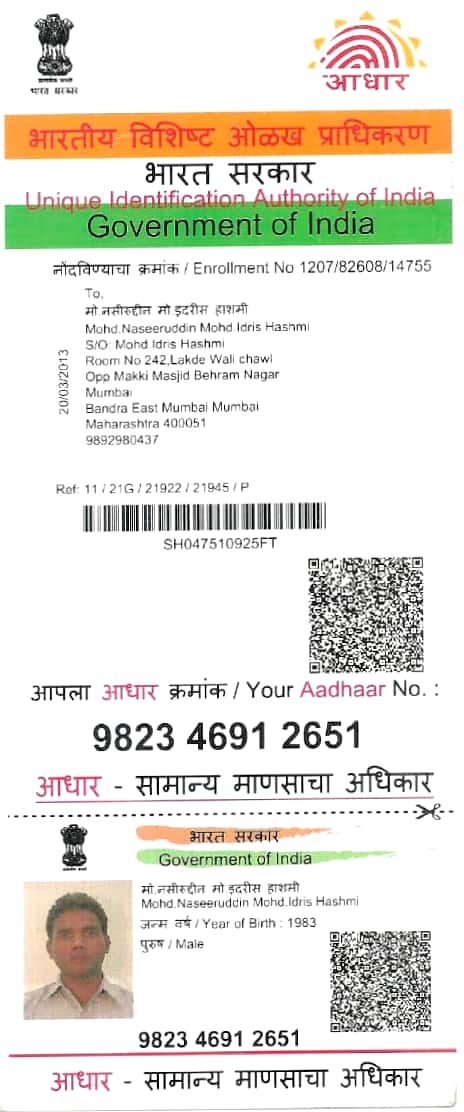 सत्यमेव जयते
भारत सरकार
आधार
भारतीय विशिष्ट ओळख प्राधिकरण
भारत सरकार
Unique Identification Authority of India
Government of India
नोंदविण्याचा क्रमांक / Enrollment No 1207/82608/14755
To,
मो.नसीरुद्दीन मो.इदरीस हाशमी
Mohd.Naseeruddin Mohd.Idris Hashmi
S/O: Mohd Idris Hashmi
Room No 242,Lakde Wali chawl
Opp Makki Masjid Behram Nagar
Mumbai
Bandra East Mumbai Mumbai
Maharashtra 400051
9892980437
20/03/2013
Ref: 11 / 21G / 21922 / 21945 / P
SH047510925FT
आपला आधार क्रमांक / Your Aadhaar No. :
9823 4691 2651
आधार - सामान्य माणसाचा अधिकार
भारत सरकार
Government of India
मो.नसीरुद्दीन मो.इदरीस हाशमी
Mohd.Naseeruddin Mohd.Idris Hashmi
जन्म वर्ष / Year of Birth : 1983
पुरुष / Male
9823 4691 2651
आधार - सामान्य माणसाचा अधिकार